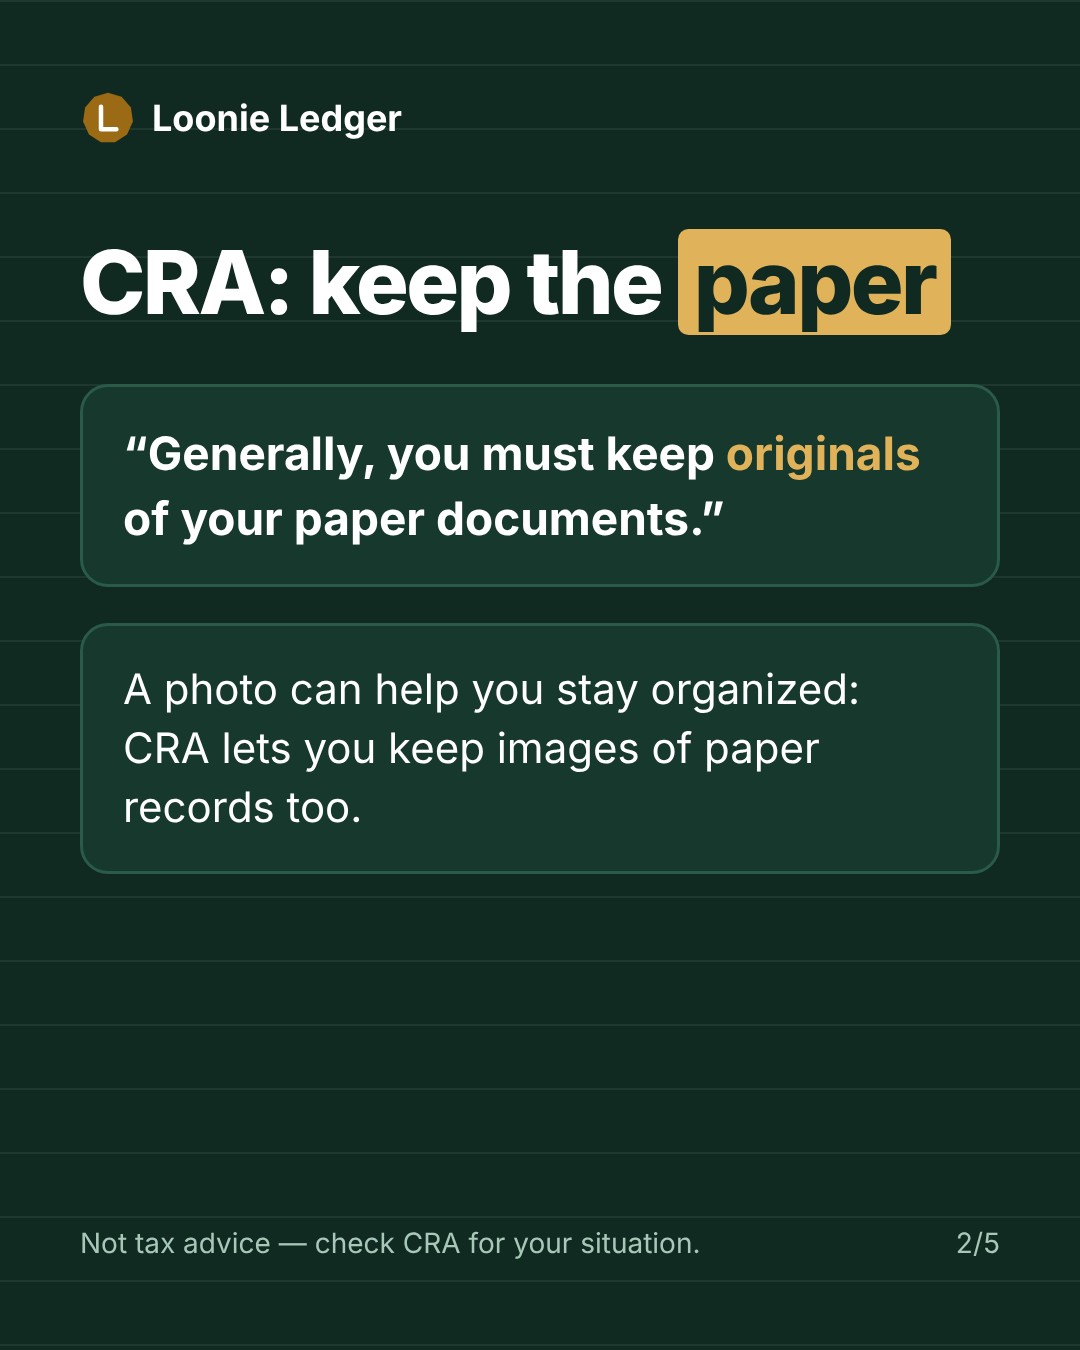 L Loonie Ledger
CRA: keep the paper
“Generally, you must keep originals
of your paper documents.”
A photo can help you stay organized:
CRA lets you keep images of paper
records too.
Not tax advice — check CRA for your situation.
2/5